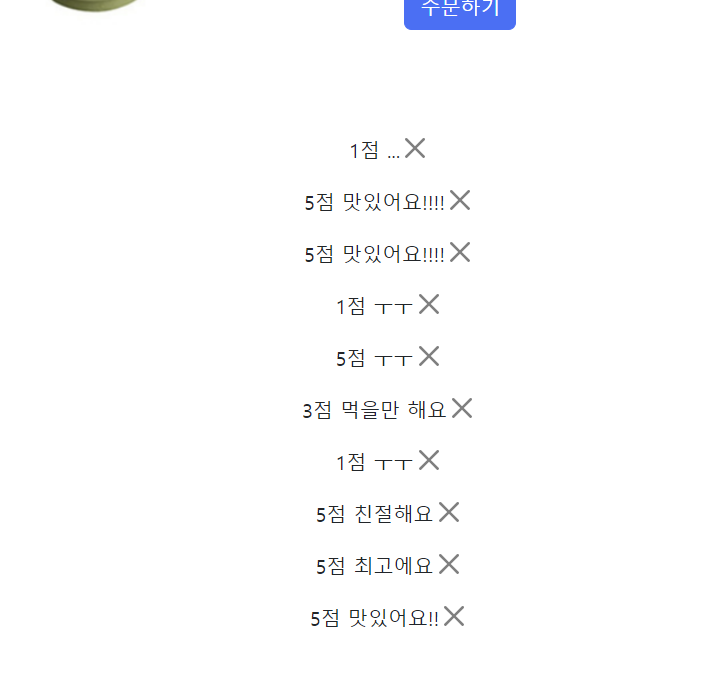 주문하기
1점 ...
5점 맛있어요!!!!
5점 맛있어요!!!!
1점 ㅜㅜ
5점 ㅜㅜ
3점 먹을만 해요
1점 ㅜㅜ
5점 친절해요
5점 최고에요
5점 맛있어요!!